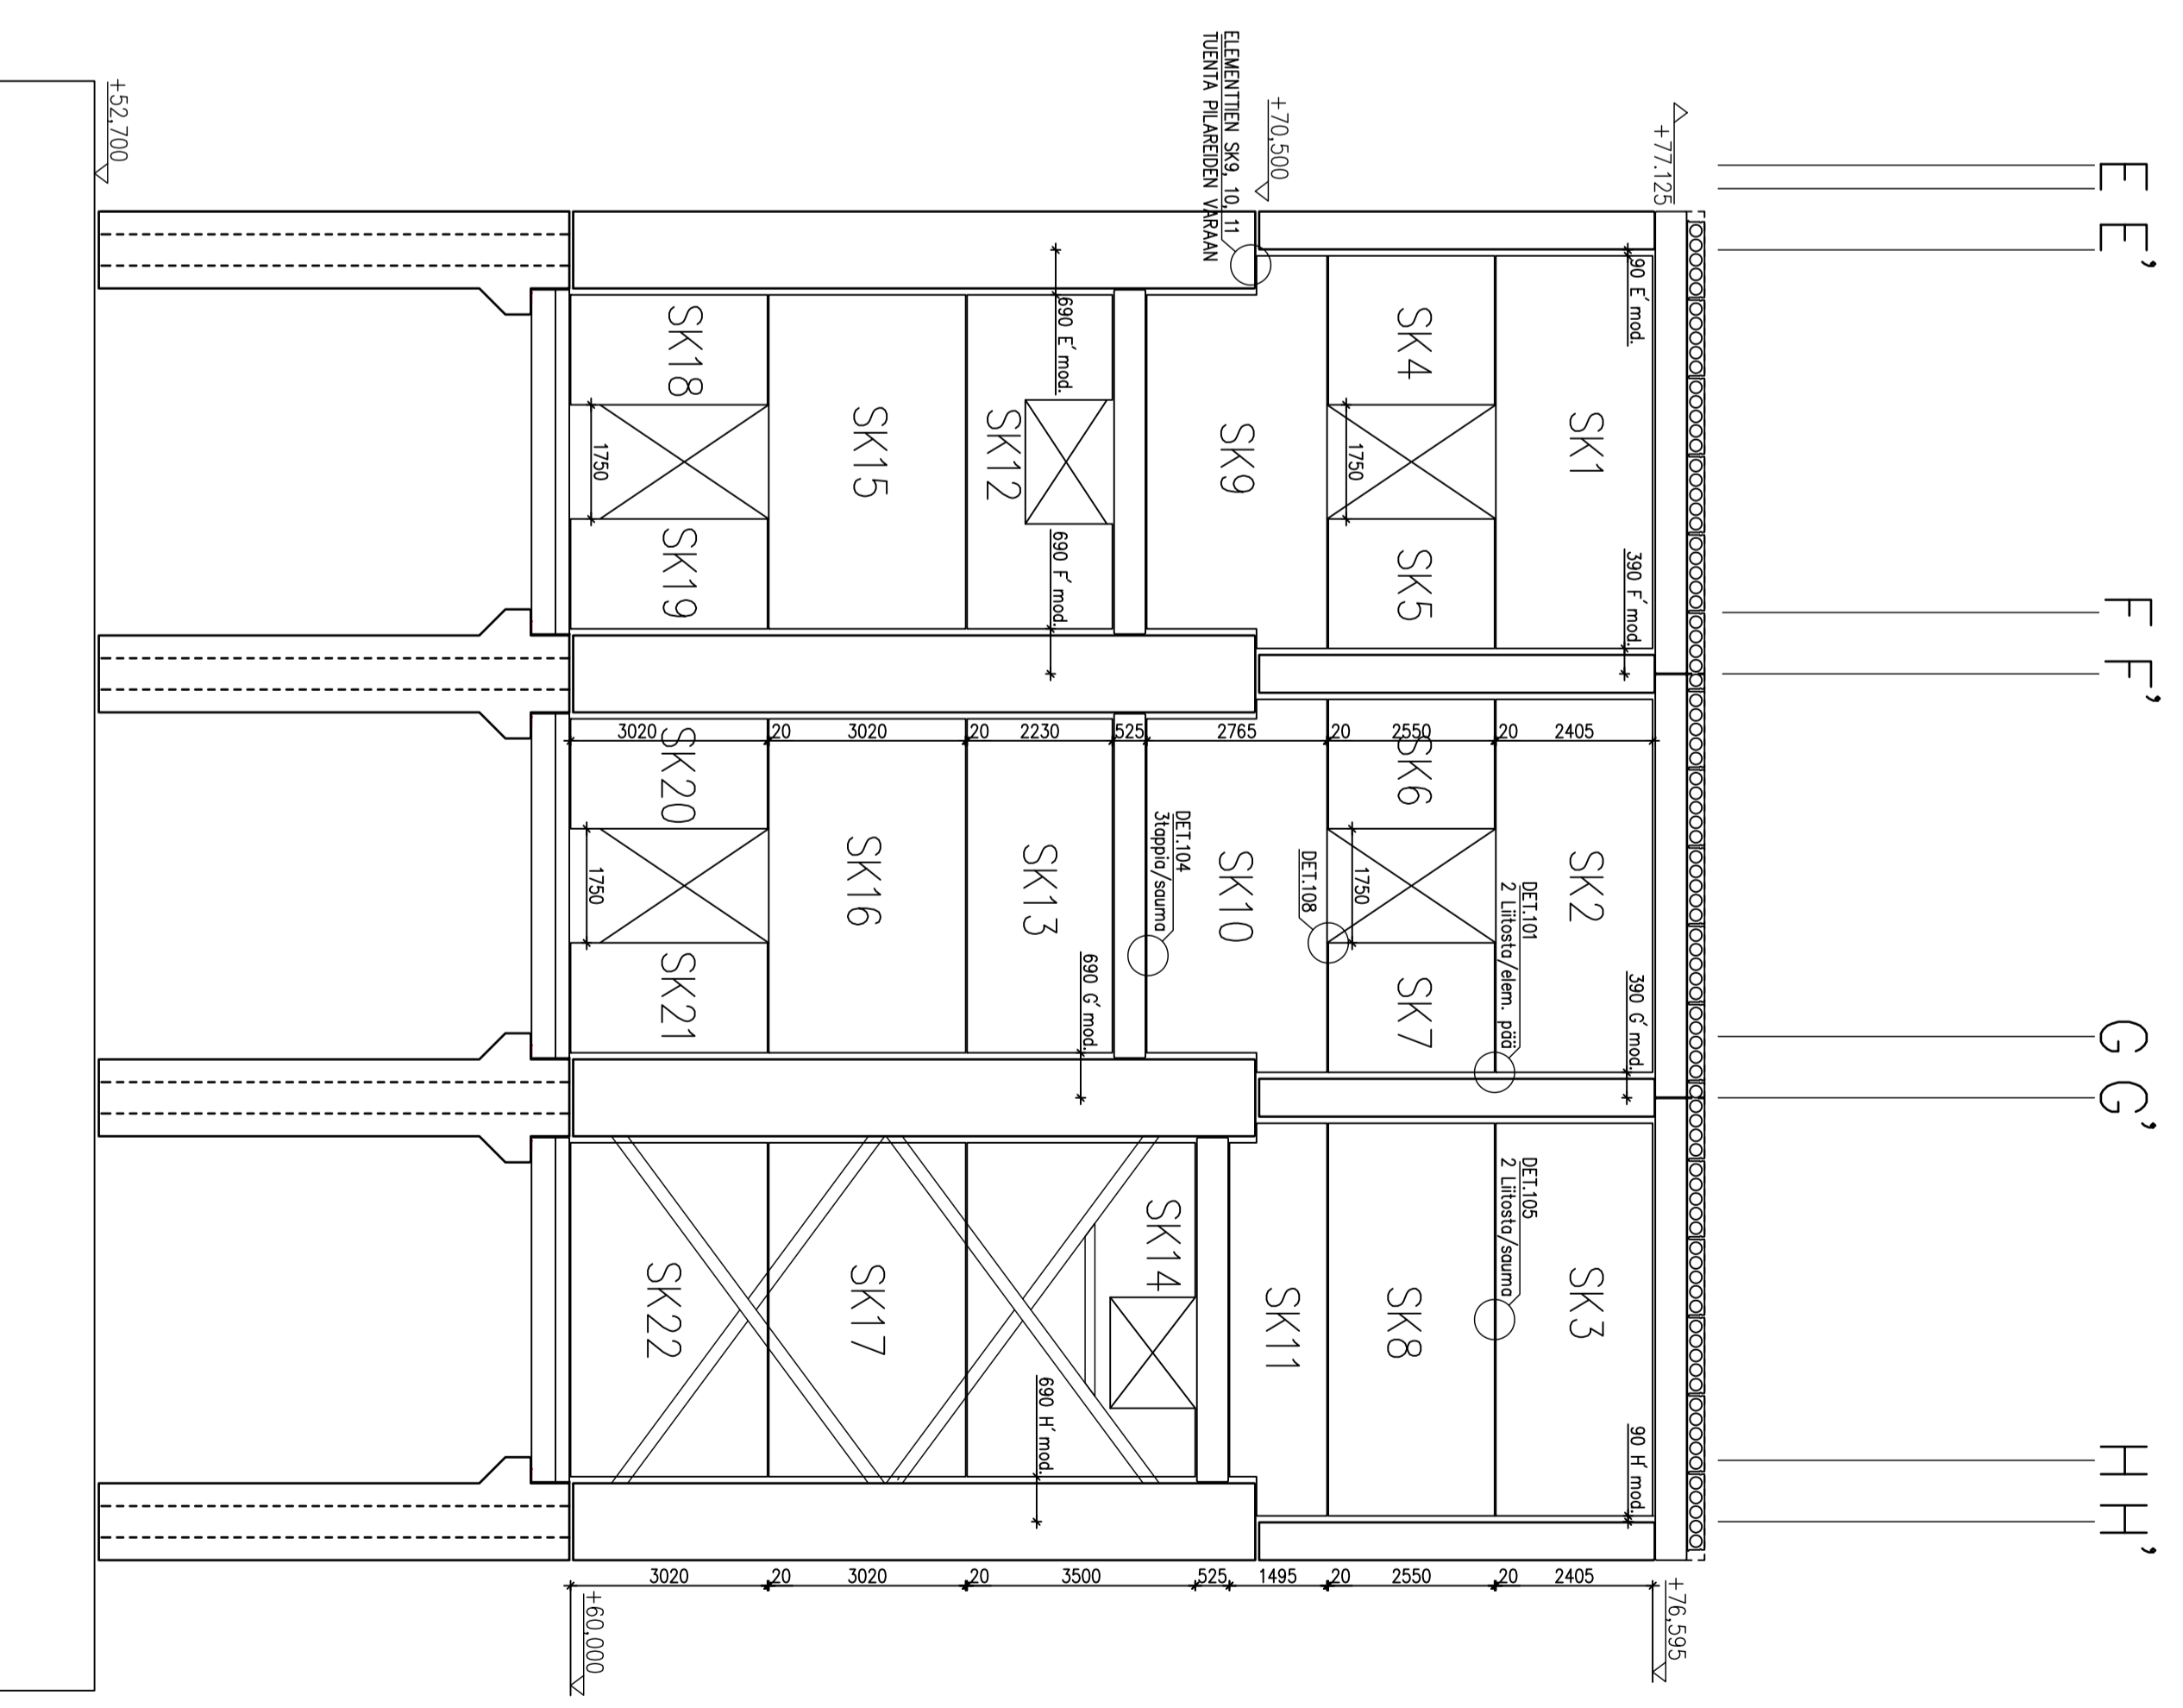 E
E'
F
F'
G
G'
H
H'
+77.125
+76,595
90 E' mod.
390 F' mod.
390 G' mod.
90 H' mod.
SK1
SK2
SK3
2405
2405
20
20
DET.101
2 Liitosta/elem. pää
DET.105
2 Liitosta/sauma
SK4
SK5
SK6
SK7
SK8
1750
1750
2550
2550
20
20
DET.108
+70,500
ELEMENTTIEN SK9, 10, 11
TUENTA PILAREIDEN VARAAN
SK9
SK10
SK11
2765
1495
DET.104
3tappia/sauma
525
525
690 E' mod.
690 F' mod.
690 G' mod.
690 H' mod.
SK12
SK13
SK14
2230
3500
20
20
SK15
SK16
SK17
3020
3020
20
20
SK18
SK19
SK20
SK21
SK22
1750
1750
3020
3020
+60,000
+52,700